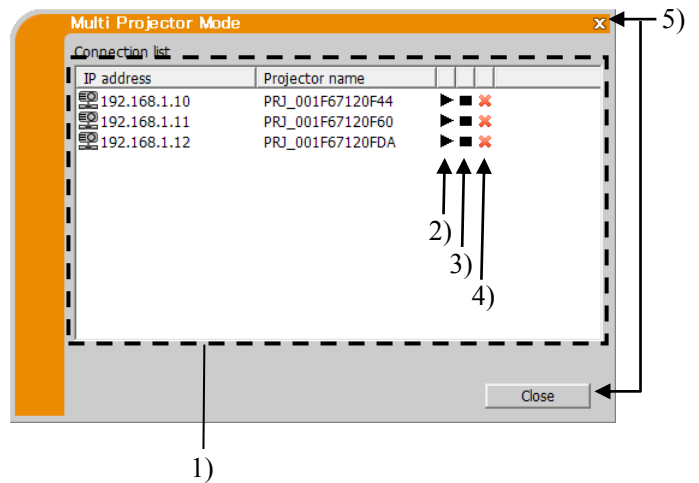 Multi Projector Mode x 5)
Connection list
IP address Projector name
192.168.1.10 PRJ_001F67120F44
192.168.1.11 PRJ_001F67120F60
192.168.1.12 PRJ_001F67120FDA
2)
3)
4)
Close
1)